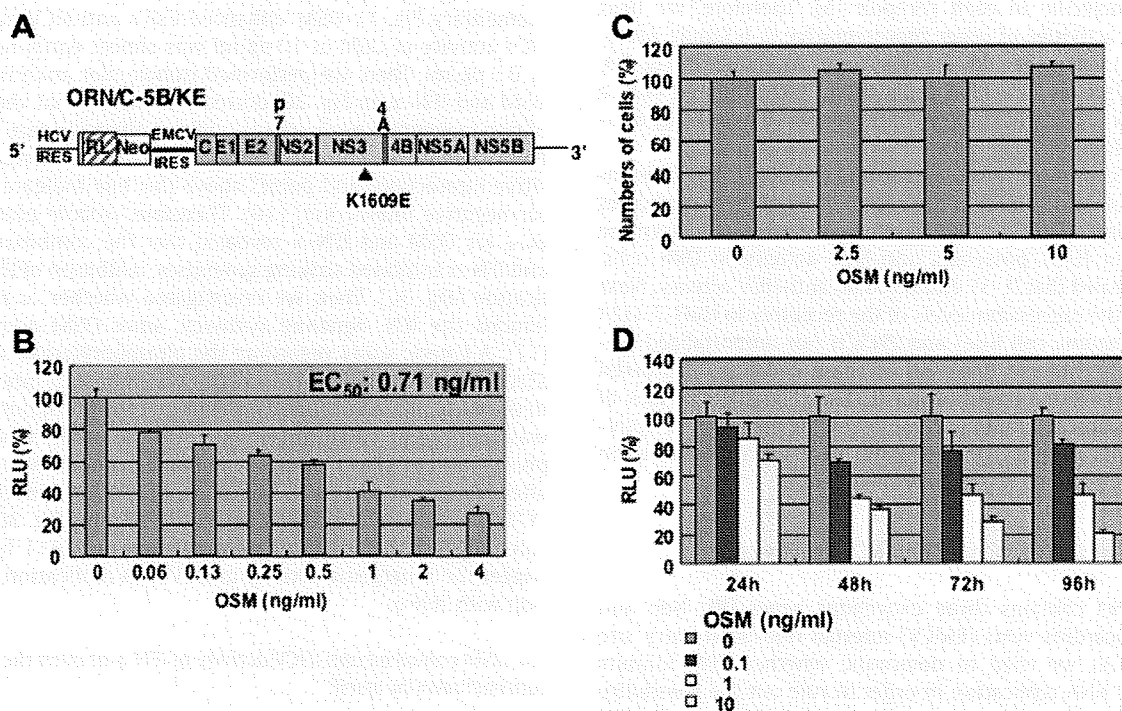 A
ORN/C-5B/KE
p7
4A
HCV
EMCV
5'
RL
Neo
C
E1
E2
NS2
NS3
4B
NS5A
NS5B
3'
IRES
IRES
K1609E
B
EC50: 0.71 ng/ml
RLU (%)
120
100
80
60
40
20
0
0 0.06 0.13 0.25 0.5 1 2 4
OSM (ng/ml)
C
Numbers of cells (%)
120
100
80
60
40
20
0
0 2.5 5 10
OSM (ng/ml)
D
RLU (%)
140
120
100
80
60
40
20
0
24h 48h 72h 96h
OSM (ng/ml)
0
0.1
1
10